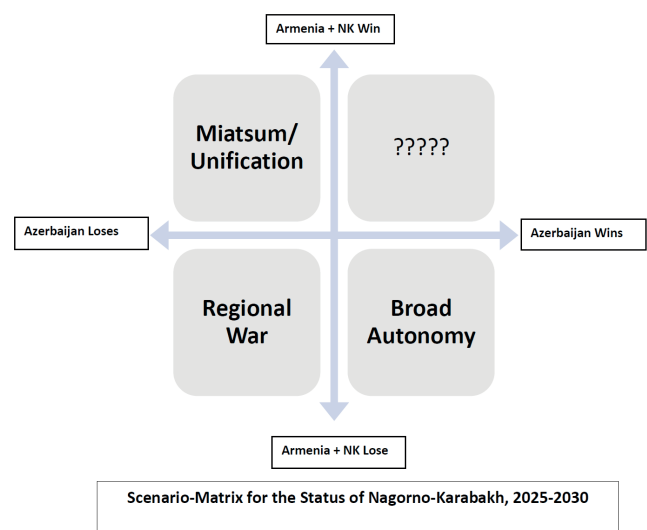 Armenia + NK Win
Miatsum/
Unification
?????
Azerbaijan Loses
Azerbaijan Wins
Regional
War
Broad
Autonomy
Armenia + NK Lose
Scenario-Matrix for the Status of Nagorno-Karabakh, 2025-2030